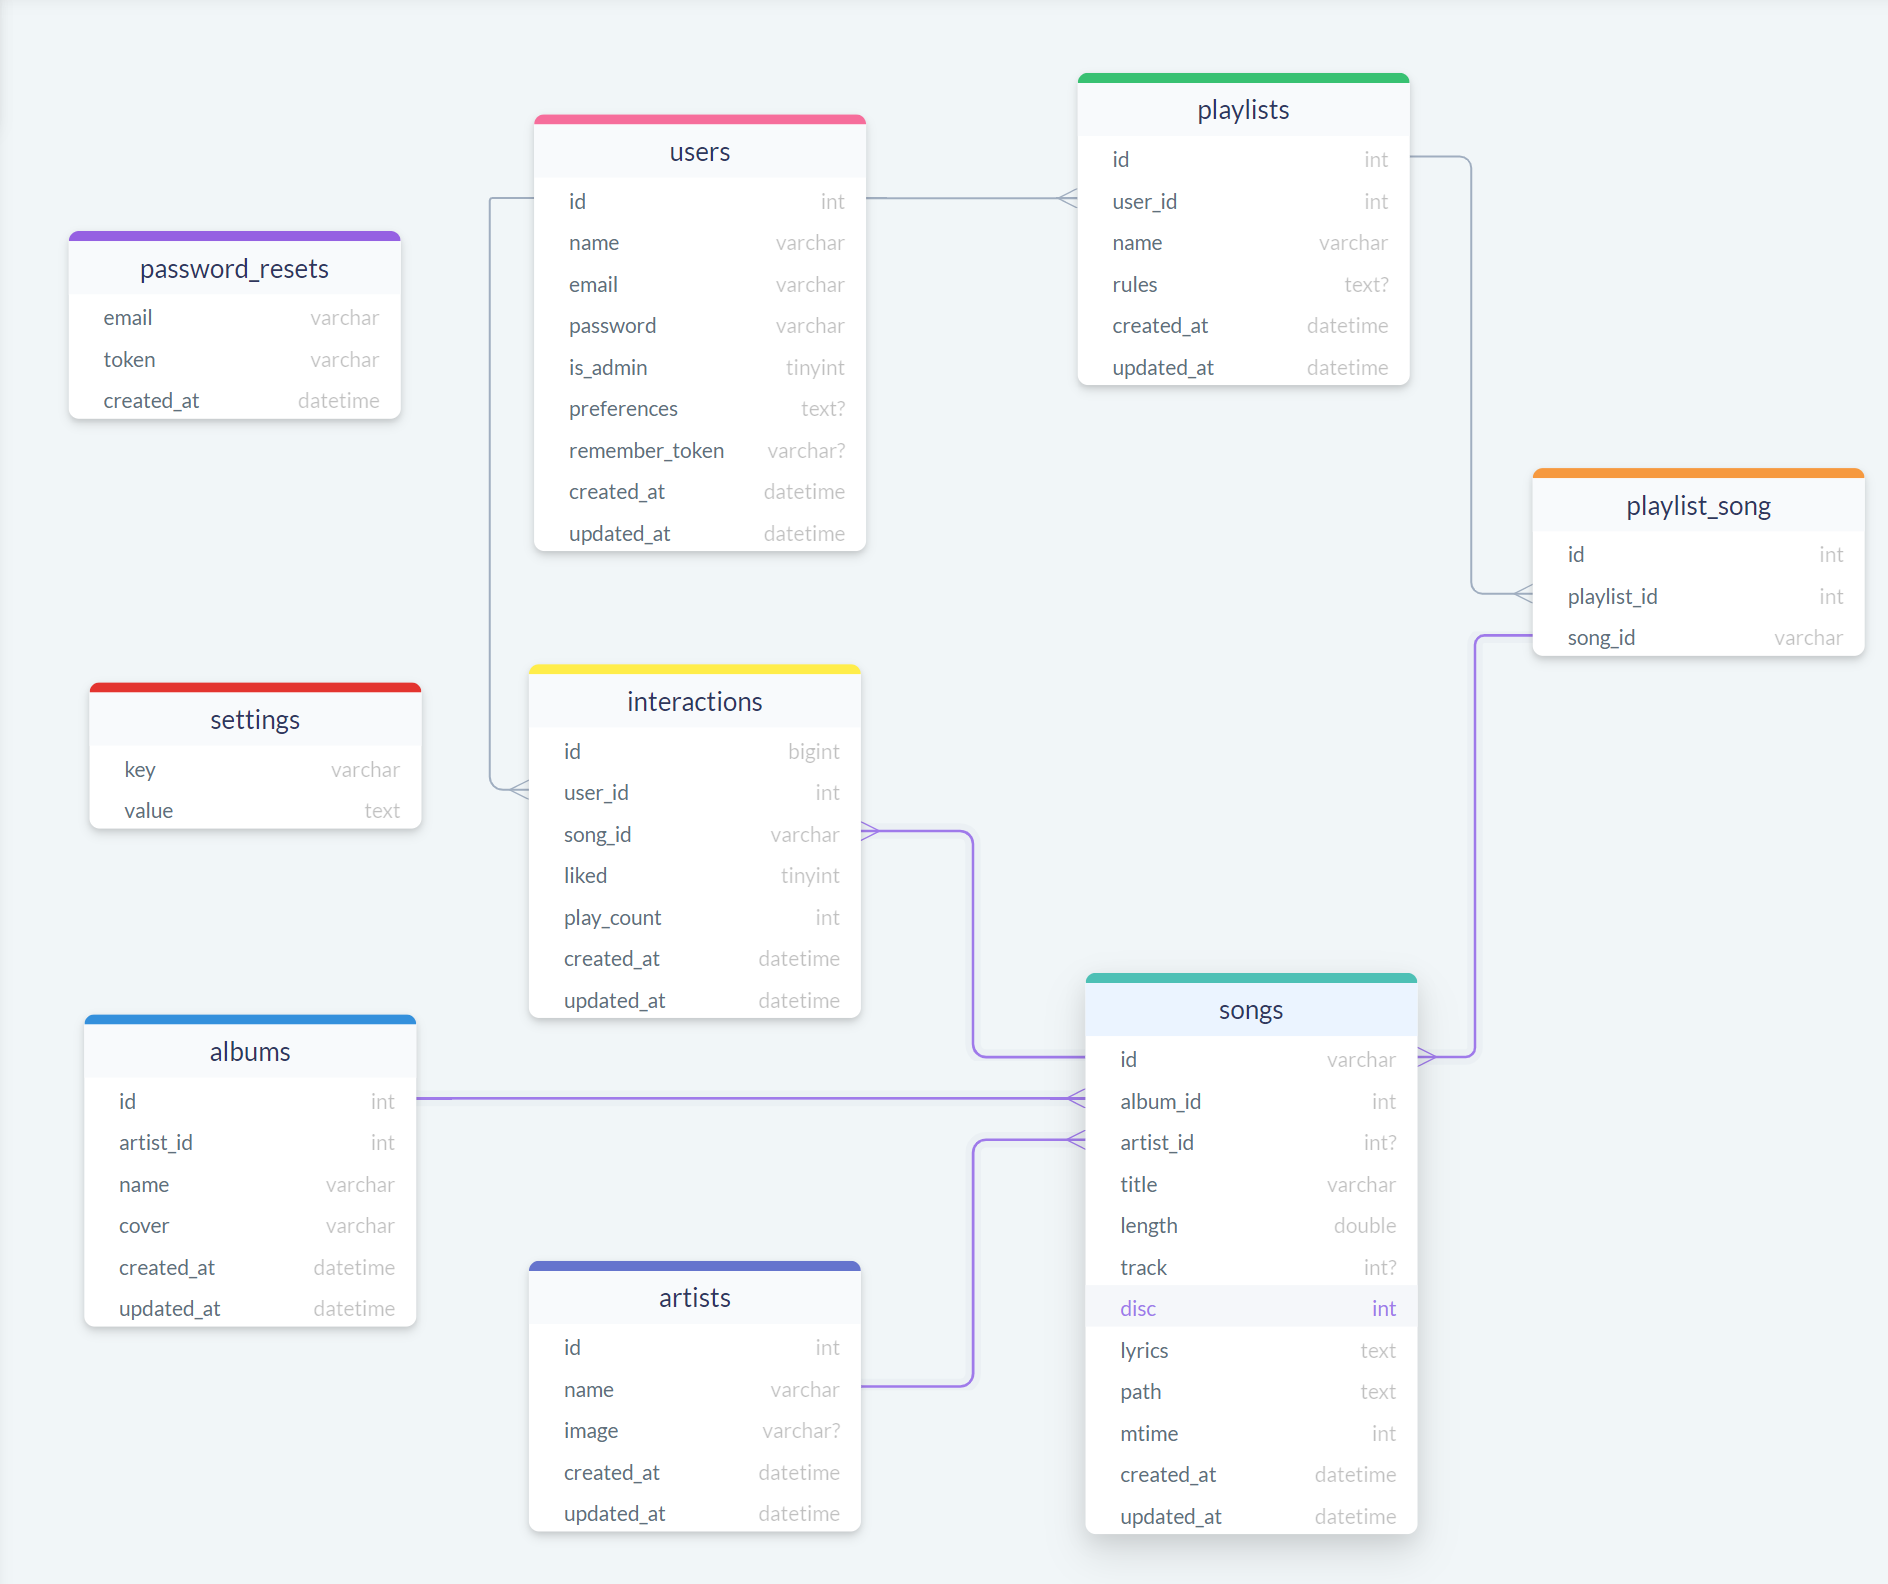 password_resets
email varchar
token varchar
created_at datetime
users
id int
name varchar
email varchar
password varchar
is_admin tinyint
preferences text?
remember_token varchar?
created_at datetime
updated_at datetime
playlists
id int
user_id int
name varchar
rules text?
created_at datetime
updated_at datetime
playlist_song
id int
playlist_id int
song_id varchar
settings
key varchar
value text
interactions
id bigint
user_id int
song_id varchar
liked tinyint
play_count int
created_at datetime
updated_at datetime
albums
id int
artist_id int
name varchar
cover varchar
created_at datetime
updated_at datetime
artists
id int
name varchar
image varchar?
created_at datetime
updated_at datetime
songs
id varchar
album_id int
artist_id int?
title varchar
length double
track int?
disc int
lyrics text
path text
mtime int
created_at datetime
updated_at datetime